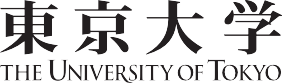 東京大学
THE UNIVERSITY OF TOKYO